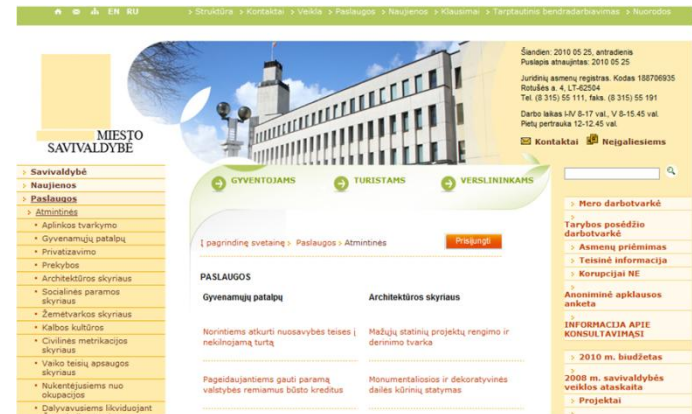 EN RU
> Struktūra > Kontaktai > Veikla > Paslaugos > Naujienos > Klausimai > Tarptautinis bendradarbiavimas > Nuorodos
MIESTO
SAVIVALDYBĖ
Šiandien: 2010 05 25, antradienis
Puslapis atnaujintas: 2010 05 25
Juridinių asmenų registras. Kodas 188706935
Rotušės a. 4, LT-62504
Tel. (8 315) 55 111, faks. (8 315) 55 191
Darbo laikas I-IV 8-17 val., V 8-15.45 val.
Pietų pertrauka 12-12.45 val.
Kontaktai Neįgaliesiems
> Savivaldybė
> Naujienos
> Paslaugos
> Atmintinės
• Aplinkos tvarkymo
• Gyvenamųjų patalpų
• Privatizavimo
• Prekybos
• Architektūros skyriaus
• Socialinės paramos
skyriaus
• Žemėtvarkos skyriaus
• Kalbos kultūros
• Civilinės metrikacijos
skyriaus
• Vaiko teisių apsaugos
skyriaus
• Nukentėjusiems nuo
okupacijos
• Dalyvavusiems likviduojant
GYVENTOJAMS TURISTAMS VERSLININKAMS
Į pagrindinę svetainę > Paslaugos > Atmintinės
Prisijungti
PASLAUGOS
Gyvenamųjų patalpų
Norintiems atkurti nuosavybės teises į
nekilnojamą turtą
Pageidaujantiems gauti paramą
valstybės remiamus būsto kreditus
Architektūros skyriaus
Mažųjų statinių projektų rengimo ir
derinimo tvarka
Monumentaliosios ir dekoratyvinės
dailės kūrinių statymas
> Mero darbotvarkė
>
Tarybos posėdžio
darbotvarkė
> Asmenų priėmimas
> Teisinė informacija
> Korupcijai NE
>
Anoniminė apklausos
anketa
>
INFORMACIJA APIE
KONSULTAVIMĄSI
> 2010 m. biudžetas
>
2008 m. savivaldybės
veiklos ataskaita
> Projektai